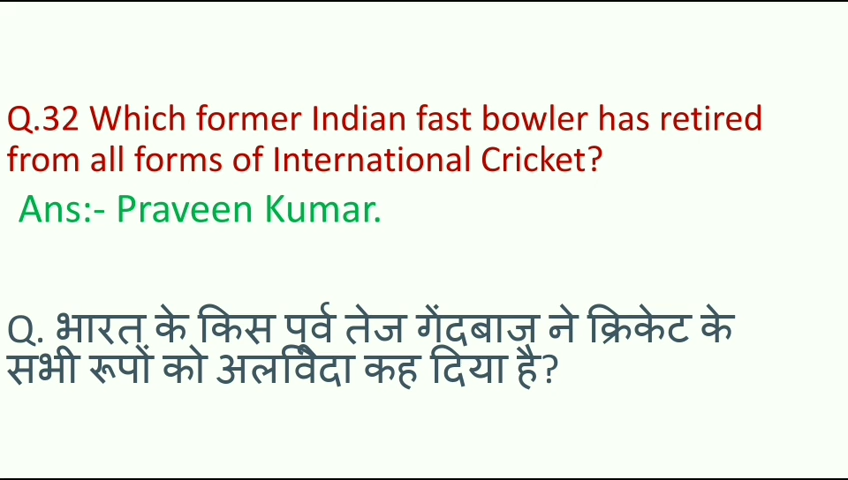 Q.32 Which former Indian fast bowler has retired
from all forms of International Cricket?
Ans:- Praveen Kumar.
Q. भारत के किस पूर्व तेज गेंदबाज ने क्रिकेट के
सभी रूपों को अलविदा कह दिया है?